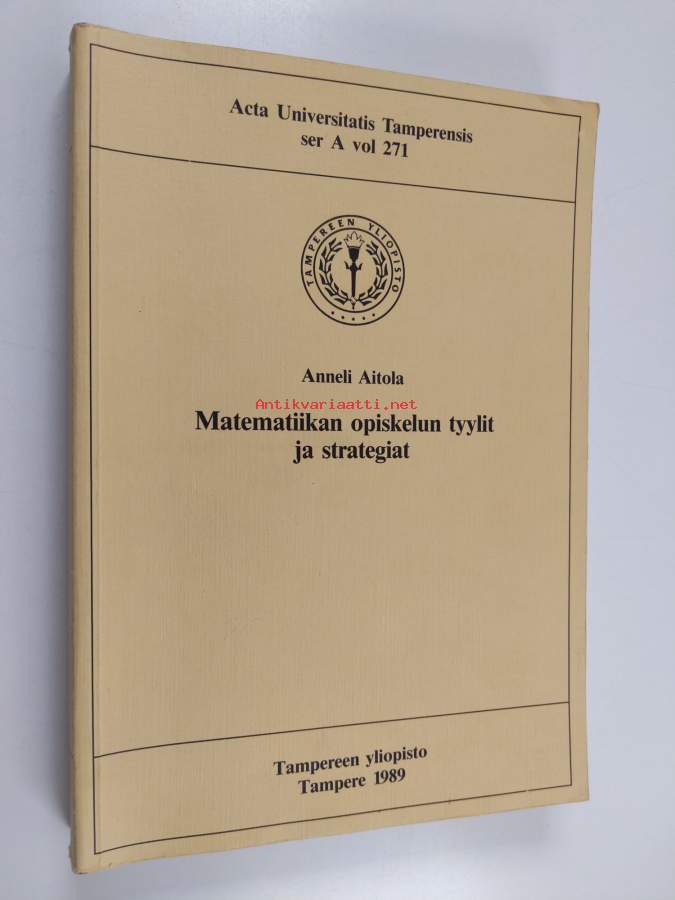 Acta Universitatis Tamperensis
ser A vol 271
TAMPEREEN YLIOPISTO
Anneli Aitola
Antikvariaatti.net
Matematiikan opiskelun tyylit
ja strategiat
Tampereen yliopisto
Tampere 1989